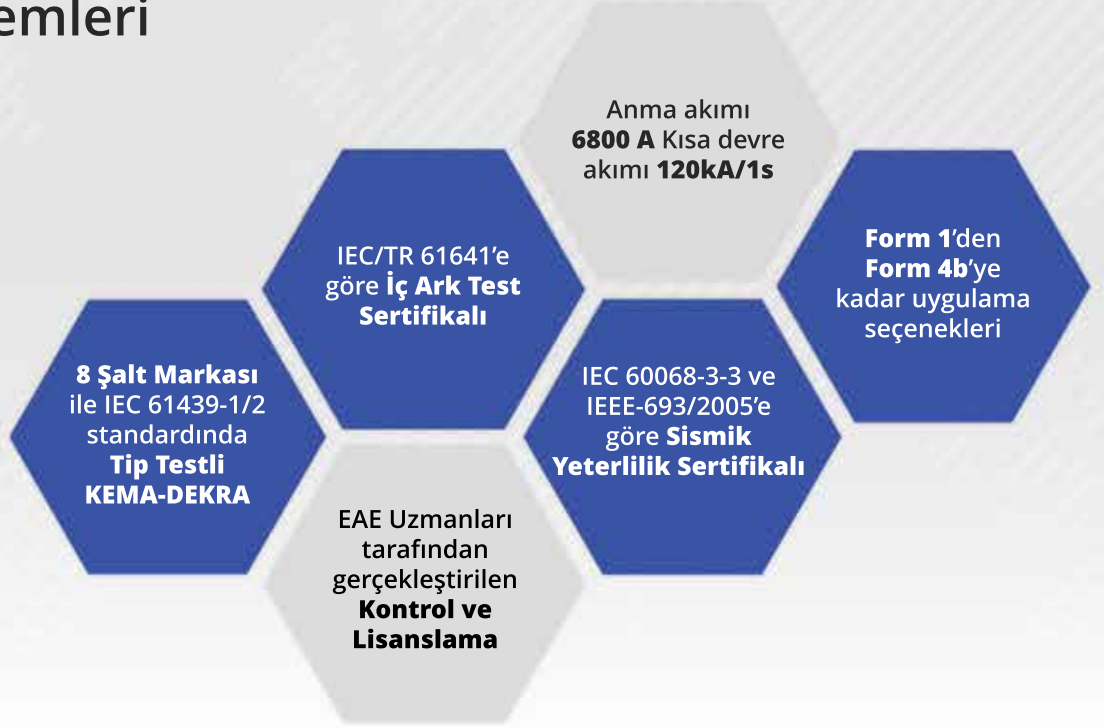 emleri
Anma akımı
6800 A Kısa devre
akımı 120kA/1s
IEC/TR 61641’e
göre İç Ark Test
Sertifikalı
Form 1’den
Form 4b’ye
kadar uygulama
seçenekleri
8 Şalt Markası
ile IEC 61439-1/2
standardında
Tip Testli
KEMA-DEKRA
IEC 60068-3-3 ve
IEEE-693/2005’e
göre Sismik
Yeterlilik Sertifikalı
EAE Uzmanları
tarafından
gerçekleştirilen
Kontrol ve
Lisanslama